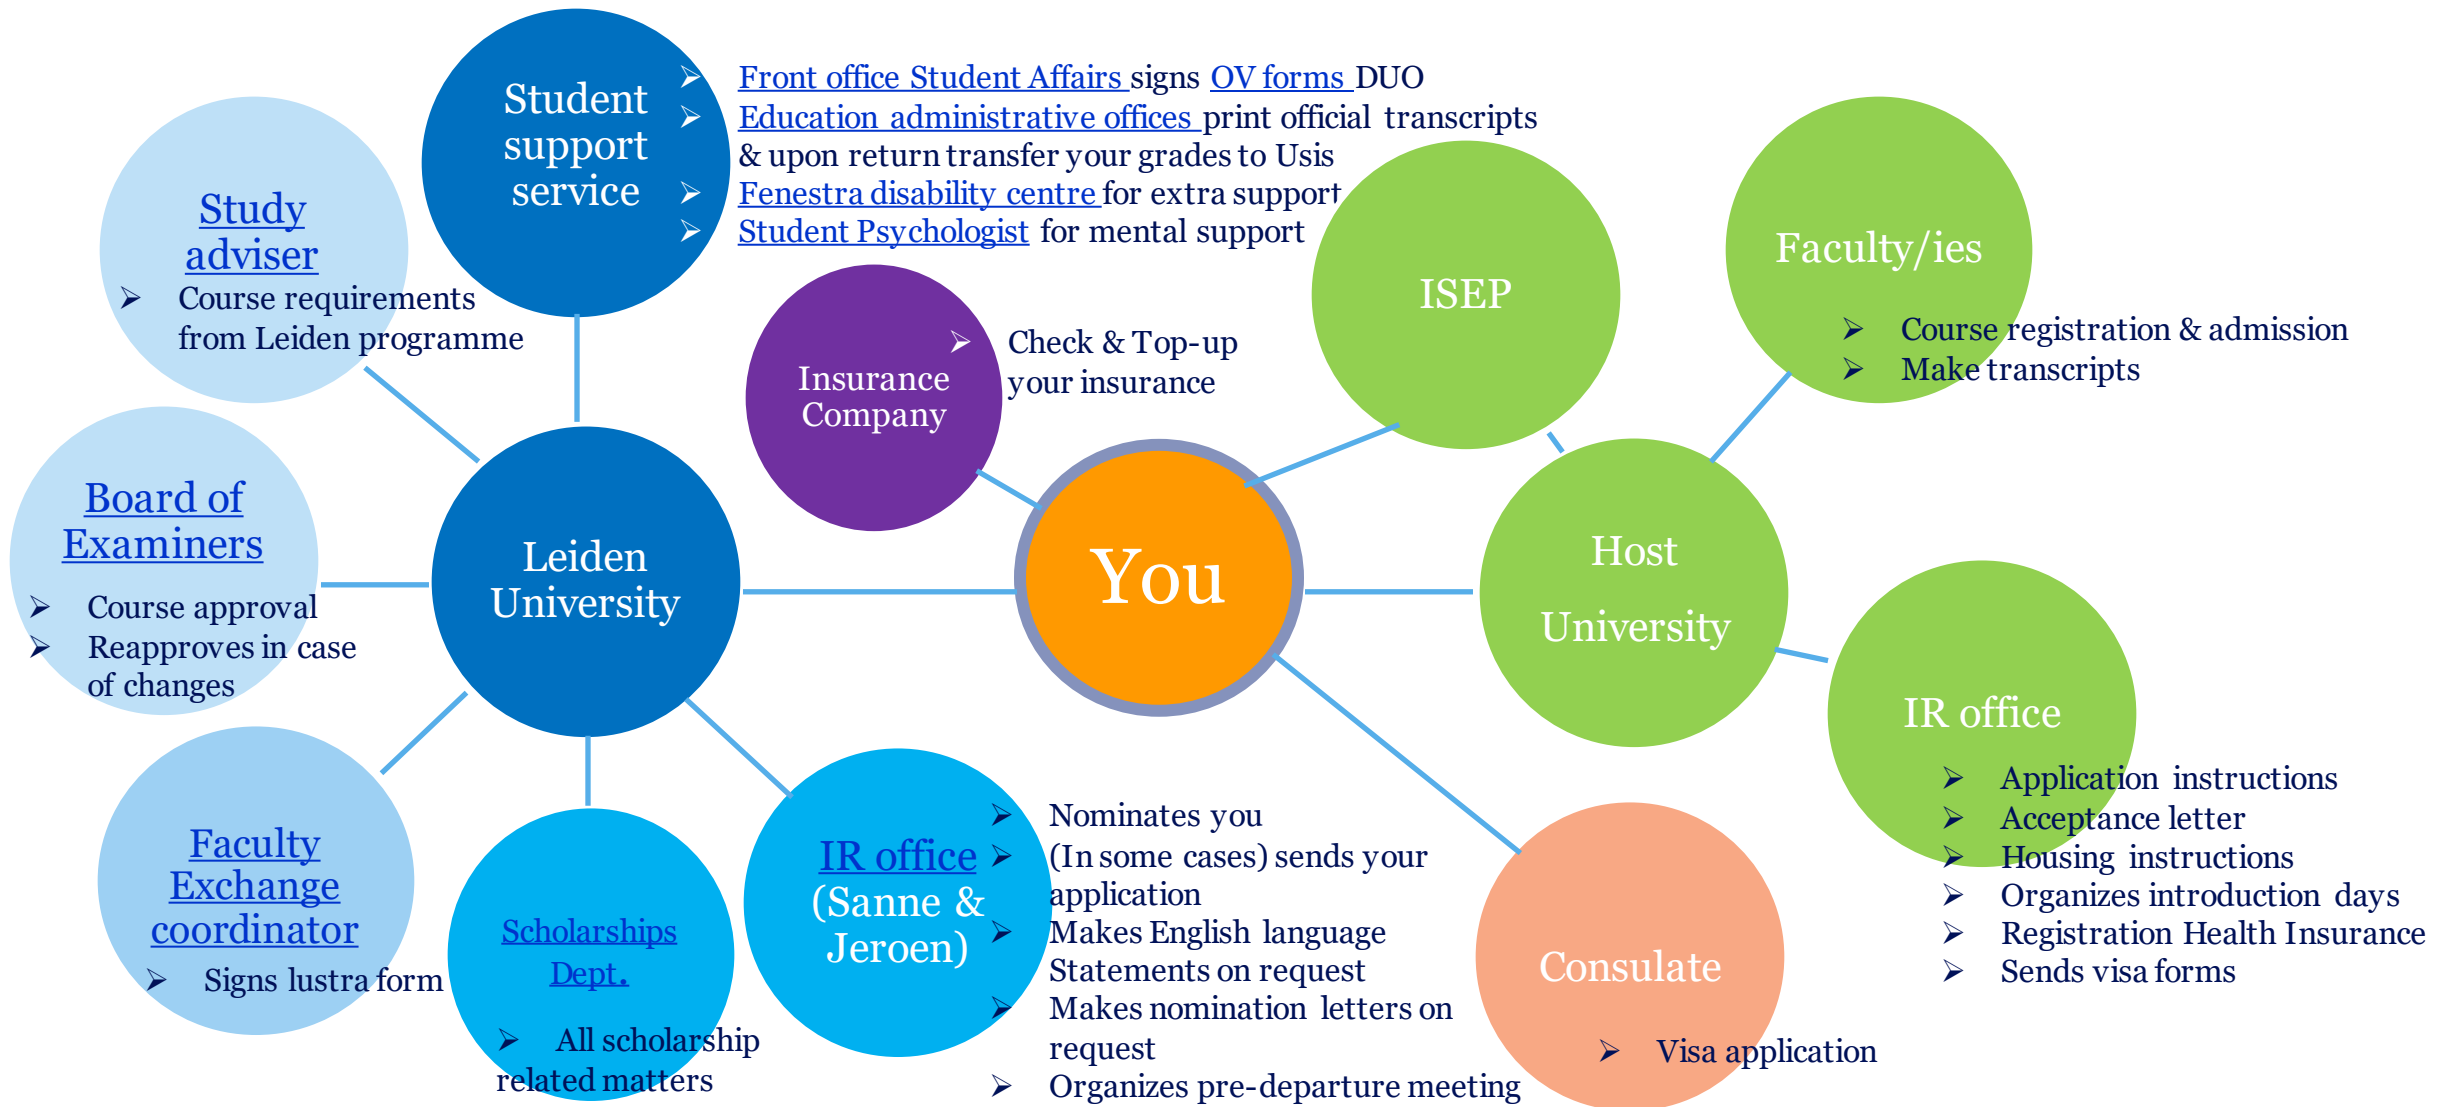 Student
support
service
➢ Front office Student Affairs signs OV forms DUO
➢ Education administrative offices print official transcripts
& upon return transfer your grades to Usis
➢ Fenestra disability centre for extra support
➢ Student Psychologist for mental support
Study
adviser
➢ Course requirements
from Leiden programme
Board of
Examiners
➢ Course approval
➢ Reapproves in case
of changes
Faculty
Exchange
coordinator
➢ Signs lustra form
Leiden
University
Scholarships
Dept.
➢ All scholarship
related matters
IR office
(Sanne &
Jeroen)
➢ Nominates you
➢ (In some cases) sends your
application
➢ Makes English language
Statements on request
➢ Makes nomination letters on
request
➢ Organizes pre-departure meeting
Insurance
Company
➢ Check & Top-up
your insurance
You
ISEP
Faculty/ies
➢ Course registration & admission
➢ Make transcripts
Host
University
IR office
➢ Application instructions
➢ Acceptance letter
➢ Housing instructions
➢ Organizes introduction days
➢ Registration Health Insurance
➢ Sends visa forms
Consulate
➢ Visa application